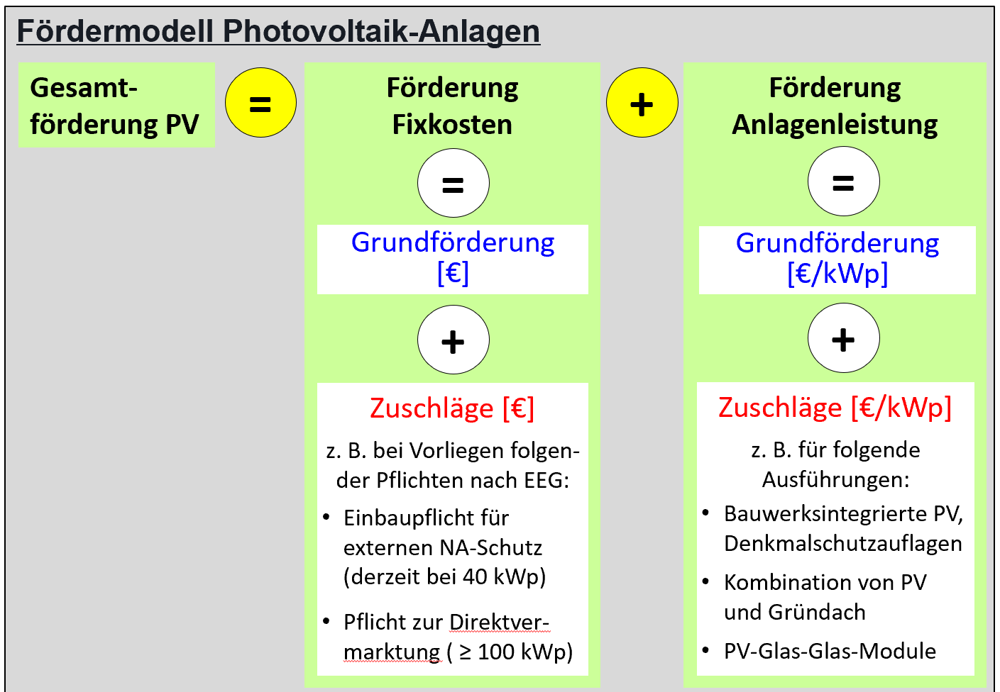 Fördermodell Photovoltaik-Anlagen
Gesamt-
förderung PV
=
Förderung
Fixkosten
=
Grundförderung
[€]
+
Zuschläge [€]
z. B. bei Vorliegen folgen-
der Pflichten nach EEG:
• Einbaupflicht für
externen NA-Schutz
(derzeit bei 40 kWp)
• Pflicht zur Direktver-
marktung ( ≥ 100 kWp)
+
Förderung
Anlagenleistung
=
Grundförderung
[€/kWp]
+
Zuschläge [€/kWp]
z. B. für folgende
Ausführungen:
• Bauwerksintegrierte PV,
Denkmalschutzauflagen
• Kombination von PV
und Gründach
• PV-Glas-Glas-Module